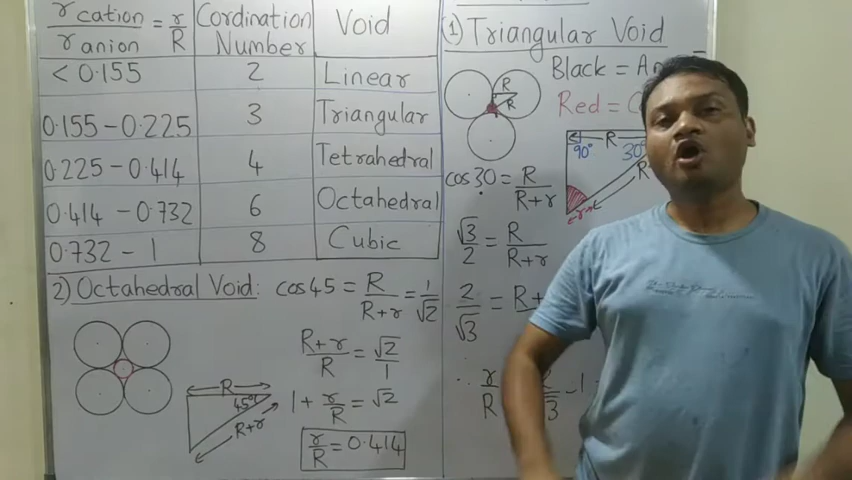 r cation / r anion = r/R Cordination Number Void
< 0.155 2 Linear
0.155 - 0.225 3 Triangular
0.225 - 0.414 4 Tetrahedral
0.414 - 0.732 6 Octahedral
0.732 - 1 8 Cubic
2) Octahedral Void: cos45 = R/R+r = 1/√2
R+r/R = √2/1
1 + r/R = √2
r/R = 0.414
R
45°
R+r
(1) Triangular Void
Black = An
Red = C
R
R
R
90° 30°
R
r
cos 30 = R/R+r
√3/2 = R/R+r
2/√3 = R+
∴ r/R - 1